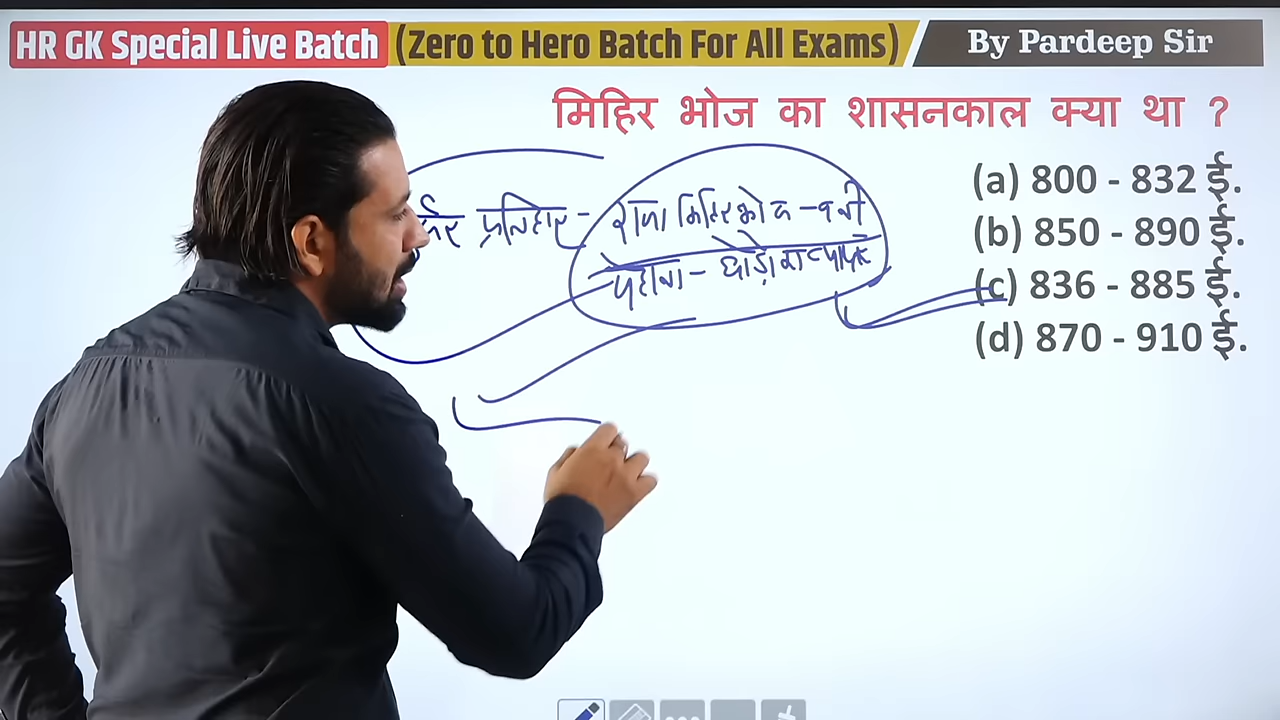 HR GK Special Live Batch (Zero to Hero Batch For All Exams) By Pardeep Sir
मिहिर भोज का शासनकाल क्या था ?
(a) 800 - 832 ई.
(b) 850 - 890 ई.
(c) 836 - 885 ई.
(d) 870 - 910 ई.
प्रतिहार - राजा मिहिर भोज - 9वी
पेहोवा - घोड़ो का व्यापार